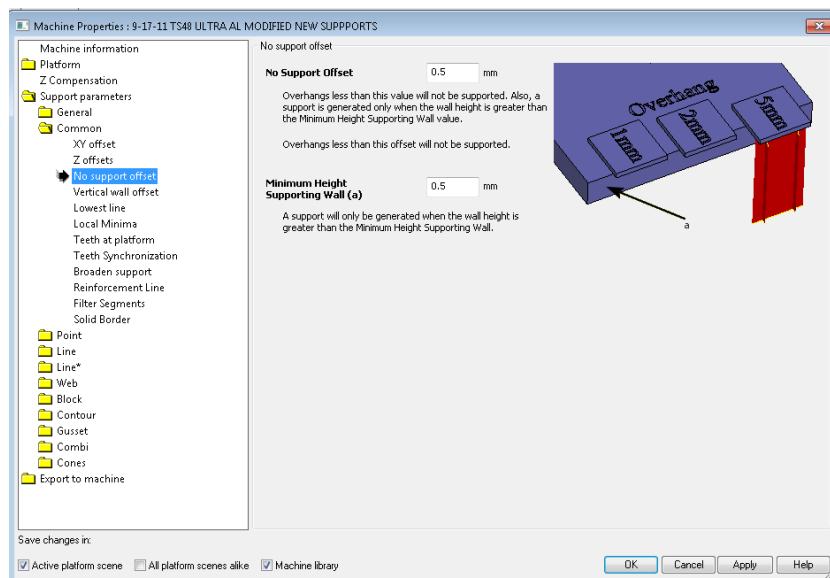 Machine Properties : 9-17-11 TS48 ULTRA AL MODIFIED NEW SUPPPORTS
Machine information
Platform
Z Compensation
Support parameters
General
Common
XY offset
Z offsets
No support offset
Vertical wall offset
Lowest line
Local Minima
Teeth at platform
Teeth Synchronization
Broaden support
Reinforcement Line
Filter Segments
Solid Border
Point
Line
Line*
Web
Block
Contour
Gusset
Combi
Cones
Export to machine
No support offset
No Support Offset 0.5 mm
Overhangs less than this value will not be supported. Also, a
support is generated only when the wall height is greater than
the Minimum Height Supporting Wall value.
Overhangs less than this offset will not be supported.
Minimum Height
Supporting Wall (a) 0.5 mm
A support will only be generated when the wall height is
greater than the Minimum Height Supporting Wall.
Overhang
1mm
2mm
5mm
a
Save changes in:
Active platform scene All platform scenes alike Machine library
OK Cancel Apply Help